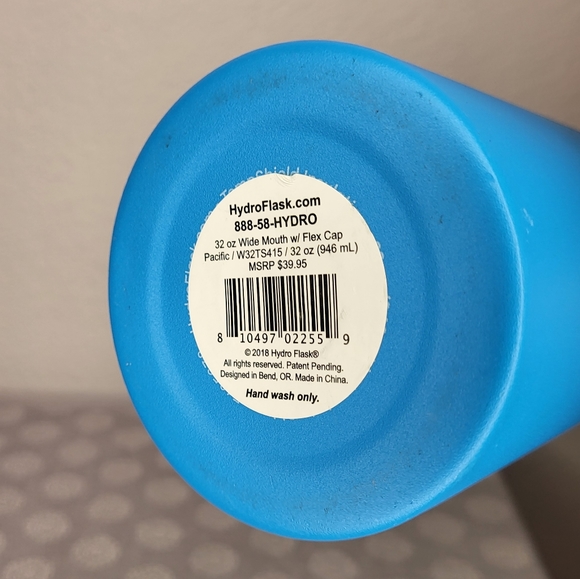 HydroFlask.com
888-58-HYDRO
32 oz Wide Mouth w/ Flex Cap
Pacific / W32TS415 / 32 oz (946 mL)
MSRP $39.95
8 10497 02255 9
© 2018 Hydro Flask®
All rights reserved. Patent Pending.
Designed in Bend, OR. Made in China.
Hand wash only.